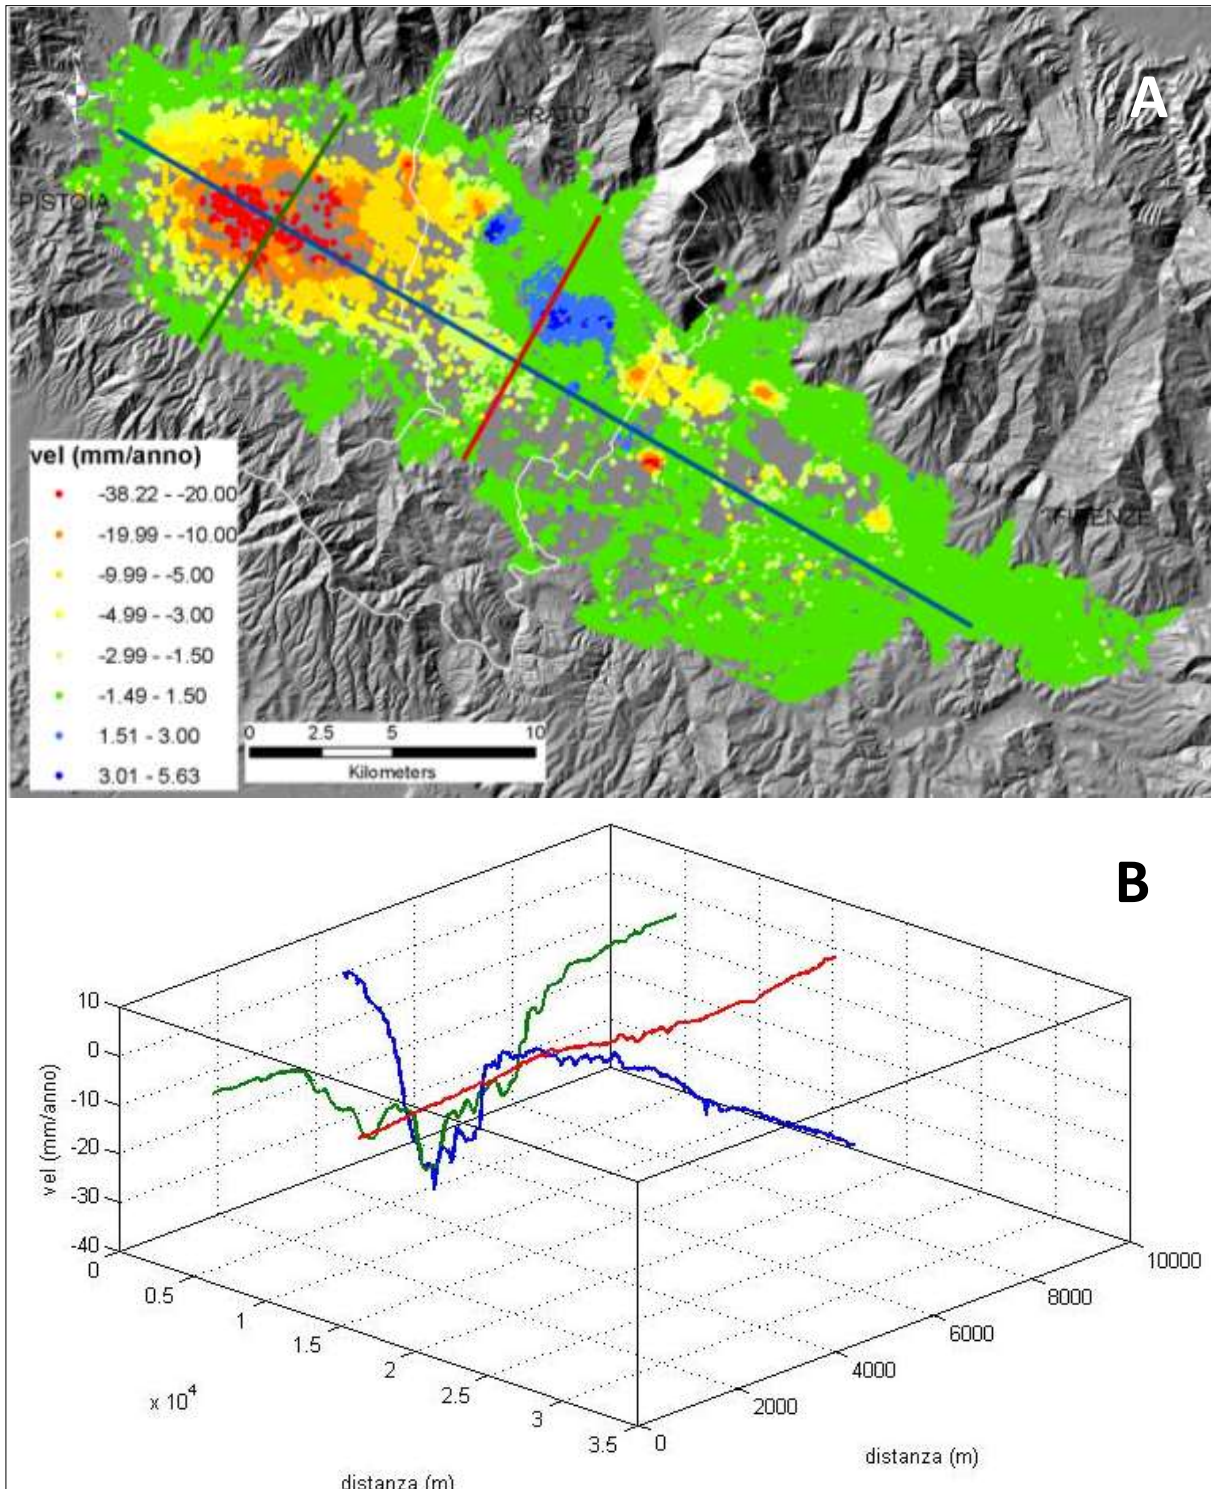 A
PRATO
PISTOIA
FIRENZE
vel (mm/anno)
-38.22 - -20.00
-19.99 - -10.00
-9.99 - -5.00
-4.99 - -3.00
-2.99 - -1.50
-1.49 - 1.50
1.51 - 3.00
3.01 - 5.63
0 2.5 5 10
Kilometers
B
10
0
-10
-20
-30
-40
vel (mm/anno)
0 0.5 1 1.5 2 2.5 3 3.5
x 10^4
distanza (m)
0 2000 4000 6000 8000 10000
distanza (m)